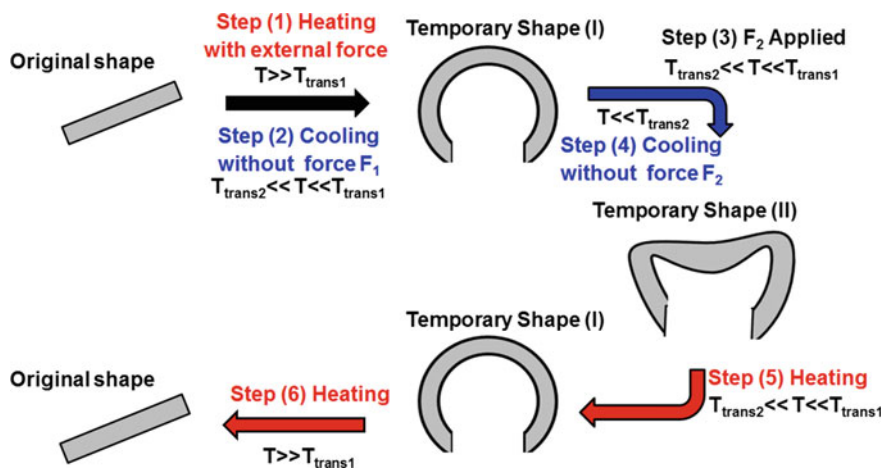 Original shape
Step (1) Heating
with external force
T>>Ttrans1
Step (2) Cooling
without force F1
Ttrans2<< T<<Ttrans1
Temporary Shape (I)
Step (3) F2 Applied
Ttrans2<< T<<Ttrans1
T<<Ttrans2
Step (4) Cooling
without force F2
Temporary Shape (II)
Step (5) Heating
Ttrans2<< T<<Ttrans1
Temporary Shape (I)
Step (6) Heating
T>>Ttrans1
Original shape